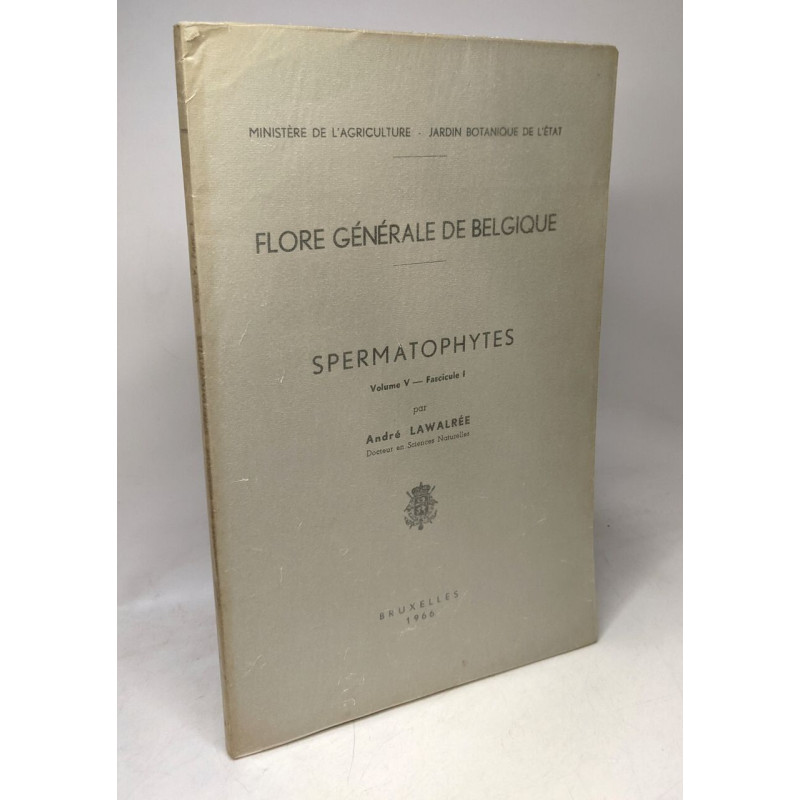 MINISTÈRE DE L'AGRICULTURE - JARDIN BOTANIQUE DE L'ÉTAT
FLORE GÉNÉRALE DE BELGIQUE
SPERMATOPHYTES
Volume V — Fascicule I
par
André LAWALRÉE
Docteur en Sciences Naturelles
BRUXELLES
1966